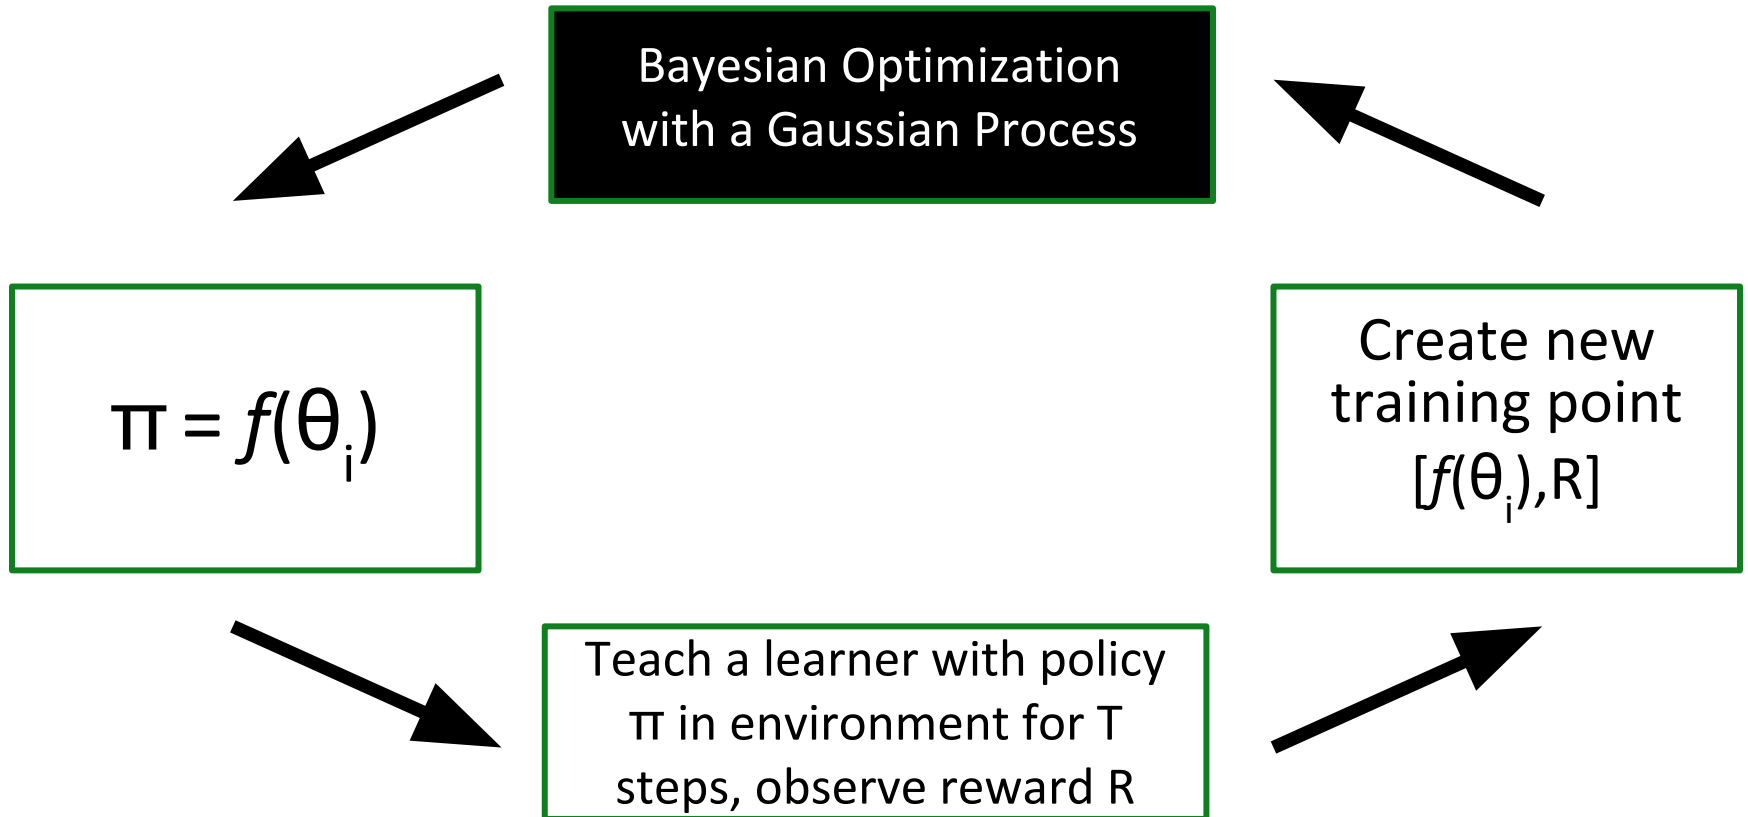 Bayesian Optimization
with a Gaussian Process
π = f(θᵢ)
Create new
training point
[f(θᵢ),R]
Teach a learner with policy
π in environment for T
steps, observe reward R